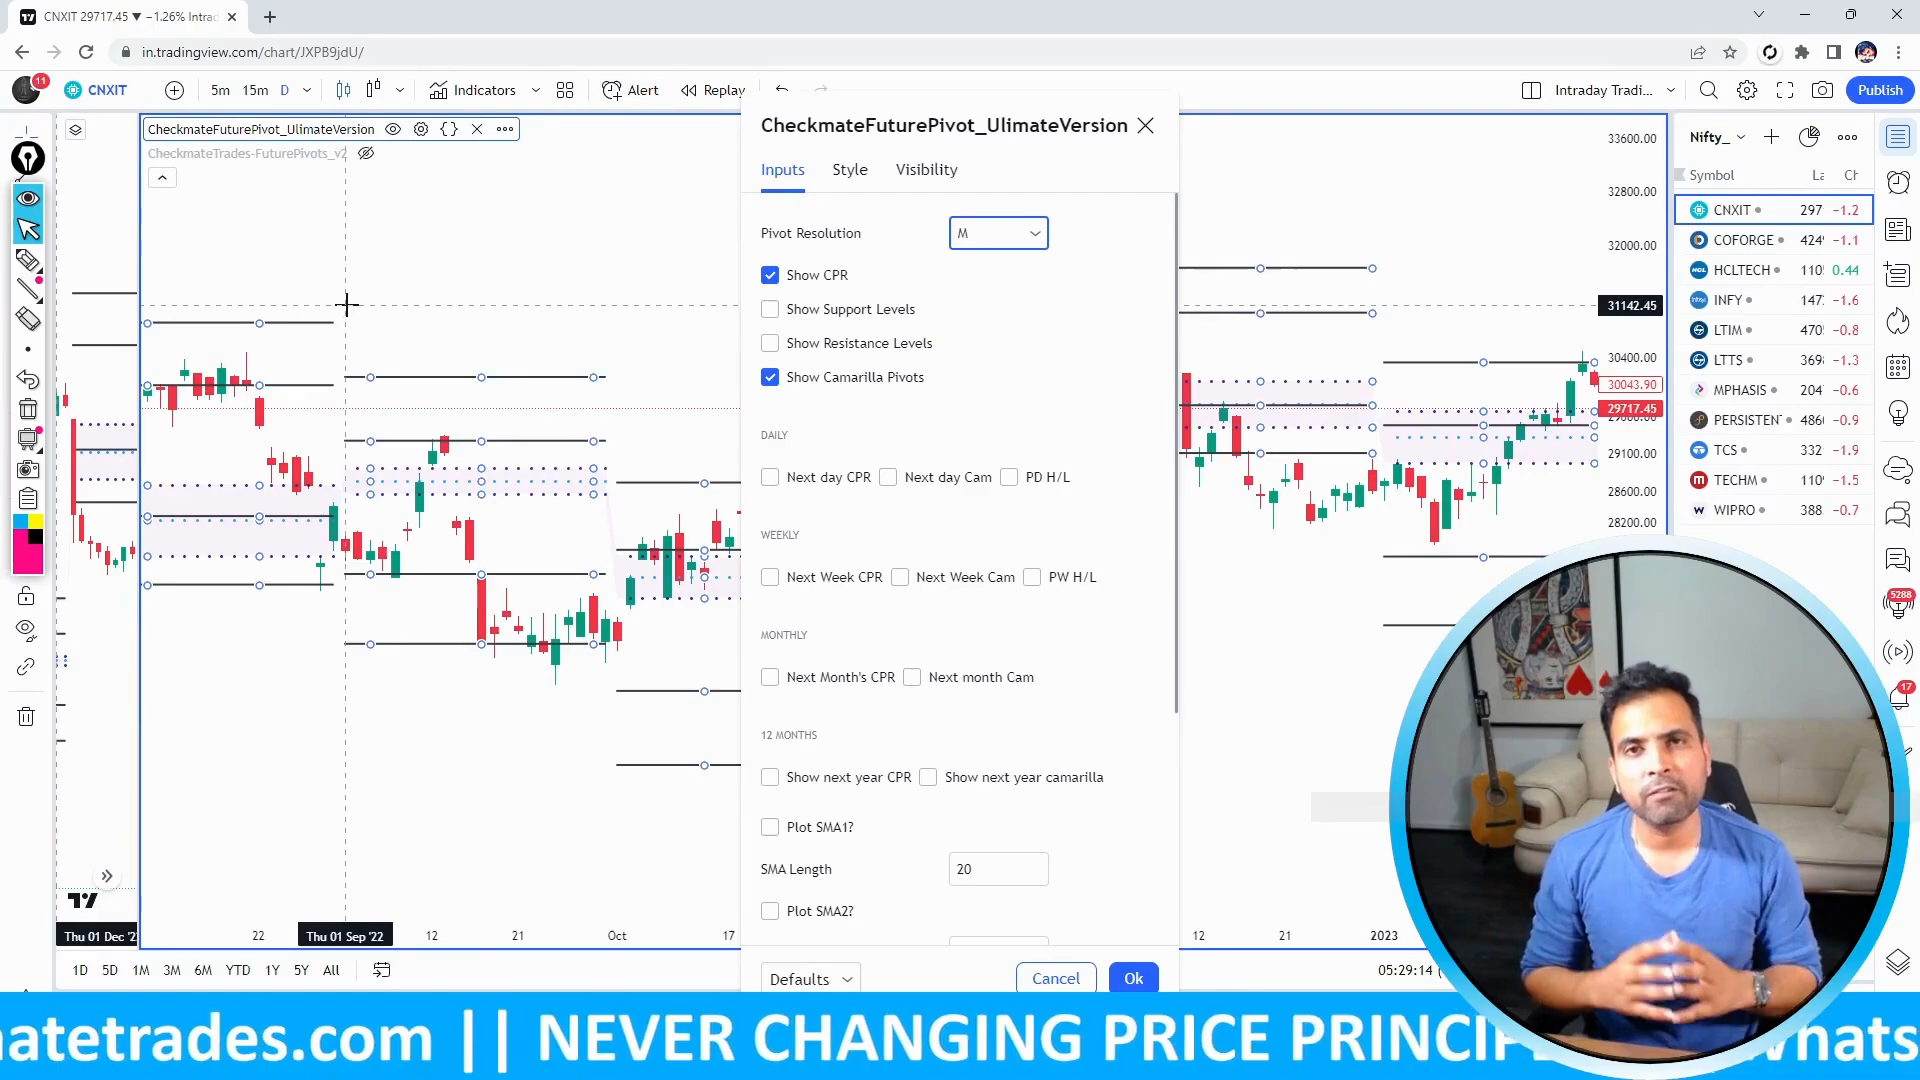 CNXIT 29717.45 ▼ −1.26% Intrad
in.tradingview.com/chart/JXPB9jdU/
11
CNXIT
5m 15m D
Indicators
Alert
Replay
Intraday Tradi...
Publish
CheckmateFuturePivot_UlimateVersion
CheckmateTrades-FuturePivots_v2
CheckmateFuturePivot_UlimateVersion
Inputs Style Visibility
Pivot Resolution M
Show CPR
Show Support Levels
Show Resistance Levels
Show Camarilla Pivots
DAILY
Next day CPR Next day Cam PD H/L
WEEKLY
Next Week CPR Next Week Cam PW H/L
MONTHLY
Next Month's CPR Next month Cam
12 MONTHS
Show next year CPR Show next year camarilla
Plot SMA1?
SMA Length 20
Plot SMA2?
Defaults Cancel Ok
33600.00
32800.00
32000.00
31142.45
30400.00
30043.90
29717.45
29100.00
28600.00
28200.00
Nifty_
Symbol La Ch
CNXIT 297 −1.2
COFORGE 424 −1.1
HCLTECH 110 0.44
INFY 147 −1.6
LTIM 470 −0.8
LTTS 369 −1.3
MPHASIS 204 −0.6
PERSISTENT 486 −0.9
TCS 332 −1.9
TECHM 110 −1.5
WIPRO 388. −0.7
5288
17
Thu 01 Dec '2 22 Thu 01 Sep '22 12 21 Oct 17 12 21 2023
1D 5D 1M 3M 6M YTD 1Y 5Y All
05:29:14 (
natetrades.com || NEVER CHANGING PRICE PRINCIP hats